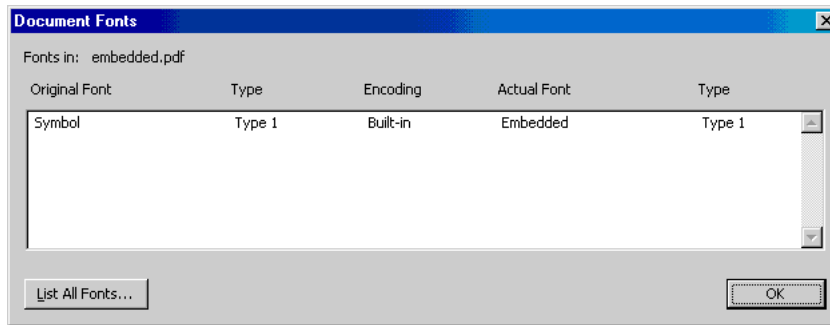 Document Fonts
Fonts in: embedded.pdf
Original Font Type Encoding Actual Font Type
Symbol Type 1 Built-in Embedded Type 1
List All Fonts... OK